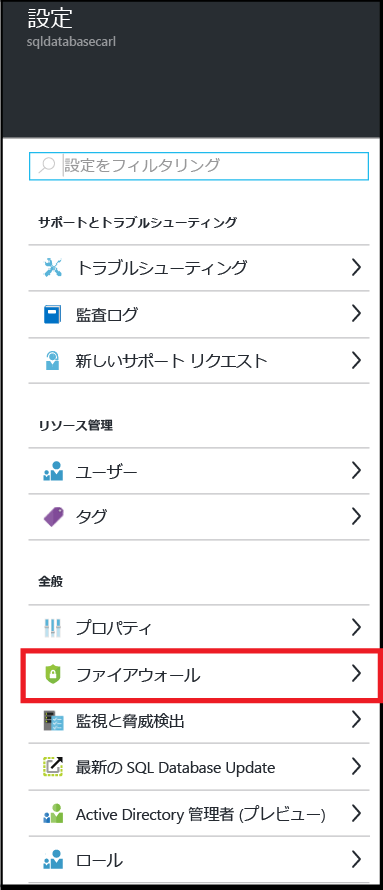 設定
sqldatabasecarl
設定をフィルタリング
サポートとトラブルシューティング
トラブルシューティング
監査ログ
新しいサポート リクエスト
リソース管理
ユーザー
タグ
全般
プロパティ
ファイアウォール
監視と脅威検出
最新の SQL Database Update
Active Directory 管理者 (プレビュー)
ロール